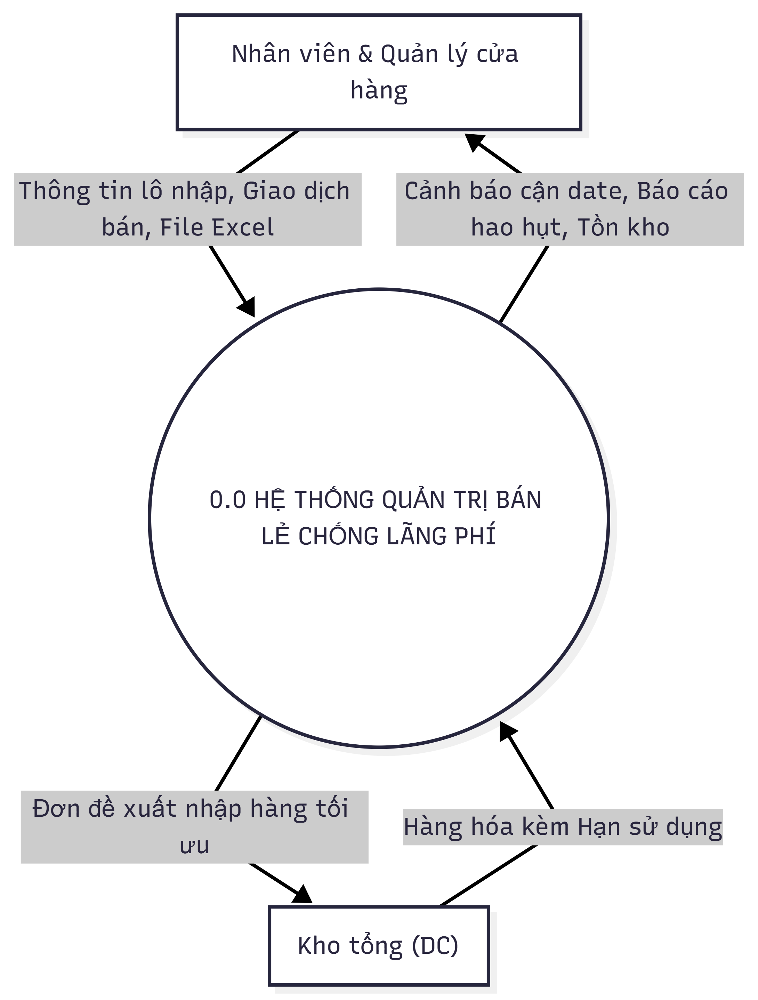 Nhân viên & Quản lý cửa
hàng
Thông tin lô nhập, Giao dịch
bán, File Excel
Cảnh báo cận date, Báo cáo
hao hụt, Tồn kho
0.0 HỆ THỐNG QUẢN TRỊ BÁN
LẺ CHỐNG LÃNG PHÍ
Đơn đề xuất nhập hàng tối
ưu
Hàng hóa kèm Hạn sử dụng
Kho tổng (DC)